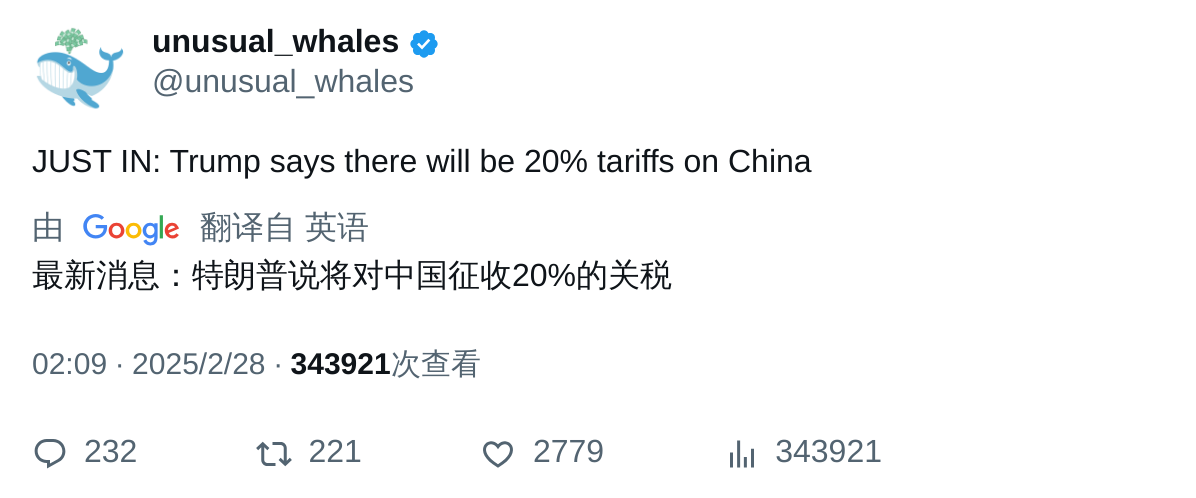 unusual_whales
@unusual_whales
JUST IN: Trump says there will be 20% tariffs on China
由 Google 翻译自 英语
最新消息：特朗普说将对中国征收20%的关税
02:09 · 2025/2/28 · 343921次查看
232 221 2779 343921